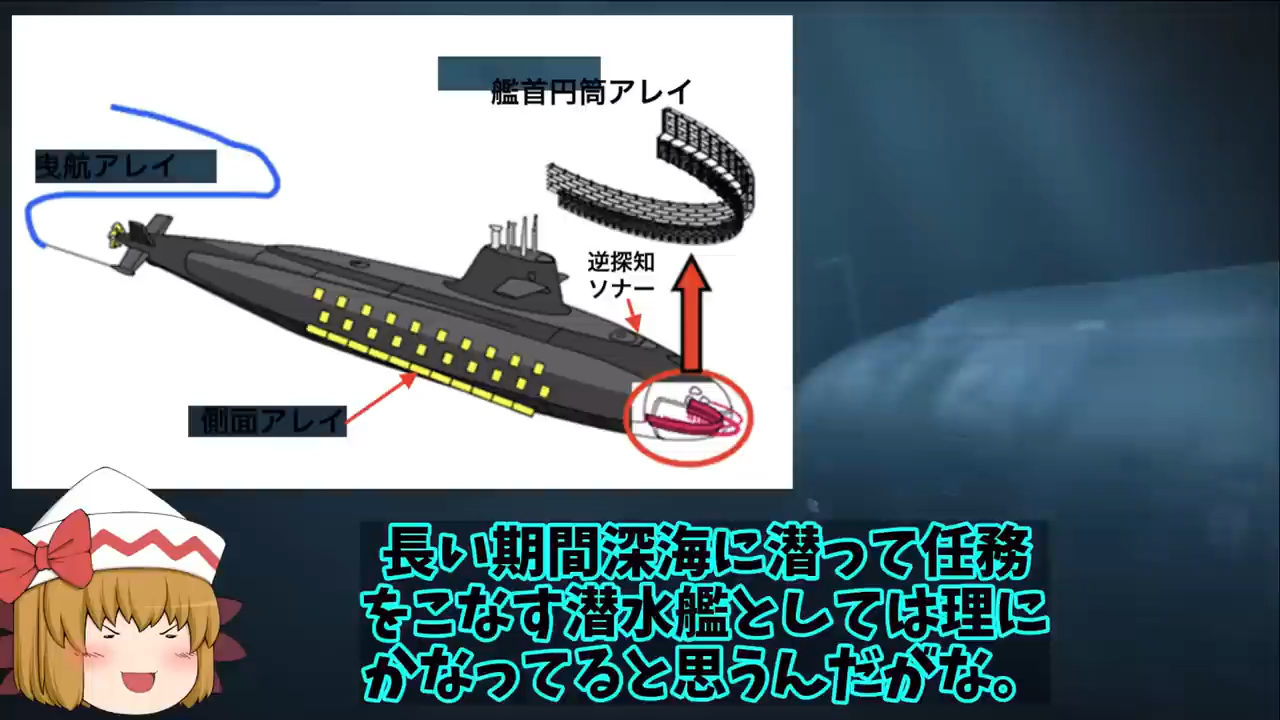 艦首円筒アレイ
曳航アレイ
逆探知
ソナー
側面アレイ
長い期間深海に潜って任務
をこなす潜水艦としては理に
かなってると思うんだがな。